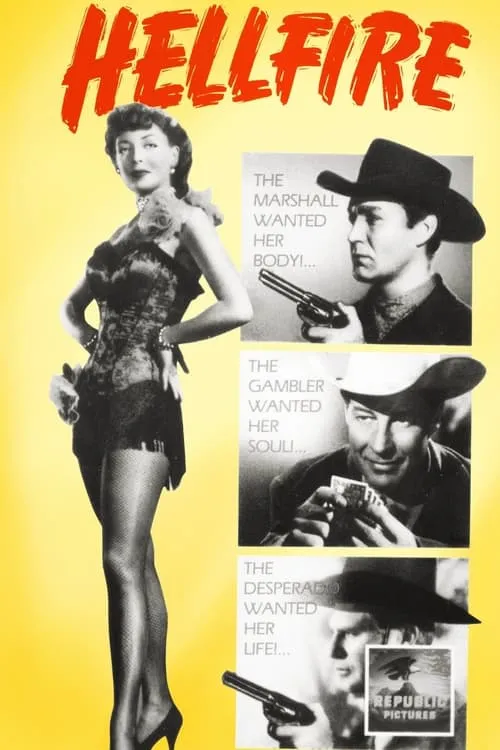 HELLFIRE
THE
MARSHALL
WANTED
HER
BODY!...
THE
GAMBLER
WANTED
HER
SOUL!...
THE
DESPERADO
WANTED
HER
LIFE!...
REPUBLIC
PICTURES